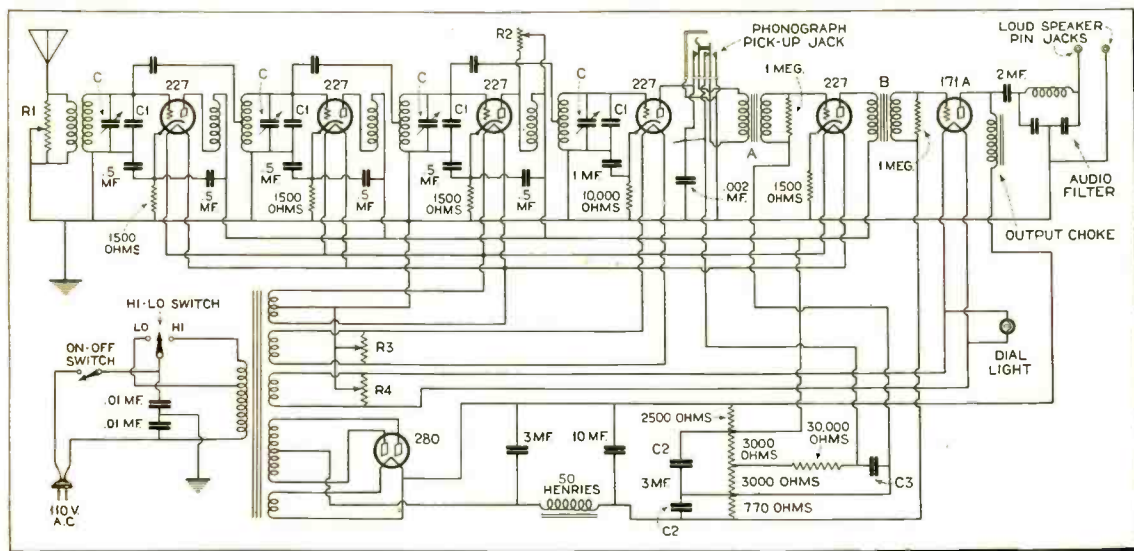 R1
C
C1
227
.5
MF.
.5
MF.
1500
OHMS
C
C1
227
.5
MF.
.5
MF.
1500
OHMS
R2
C
C1
227
.5
MF.
.5
MF.
1500
OHMS
C
C1
227
1 MF.
10,000
OHMS
PHONOGRAPH
PICK-UP JACK
.002
MF.
1 MEG.
A
227
1500
OHMS
B
171 A
1 MEG.
2 MF.
LOUD SPEAKER
PIN JACKS
AUDIO
FILTER
OUTPUT CHOKE
HI-LO SWITCH
LO
HI
ON-OFF
SWITCH
.01 MF.
.01 MF.
110 V.
A.C.
R3
R4
280
3 MF.
10 MF.
50
HENRIES
2500 OHMS
C2
3 MF.
C2
3000
OHMS
3000 OHMS
770 OHMS
30,000
OHMS
C3
DIAL
LIGHT